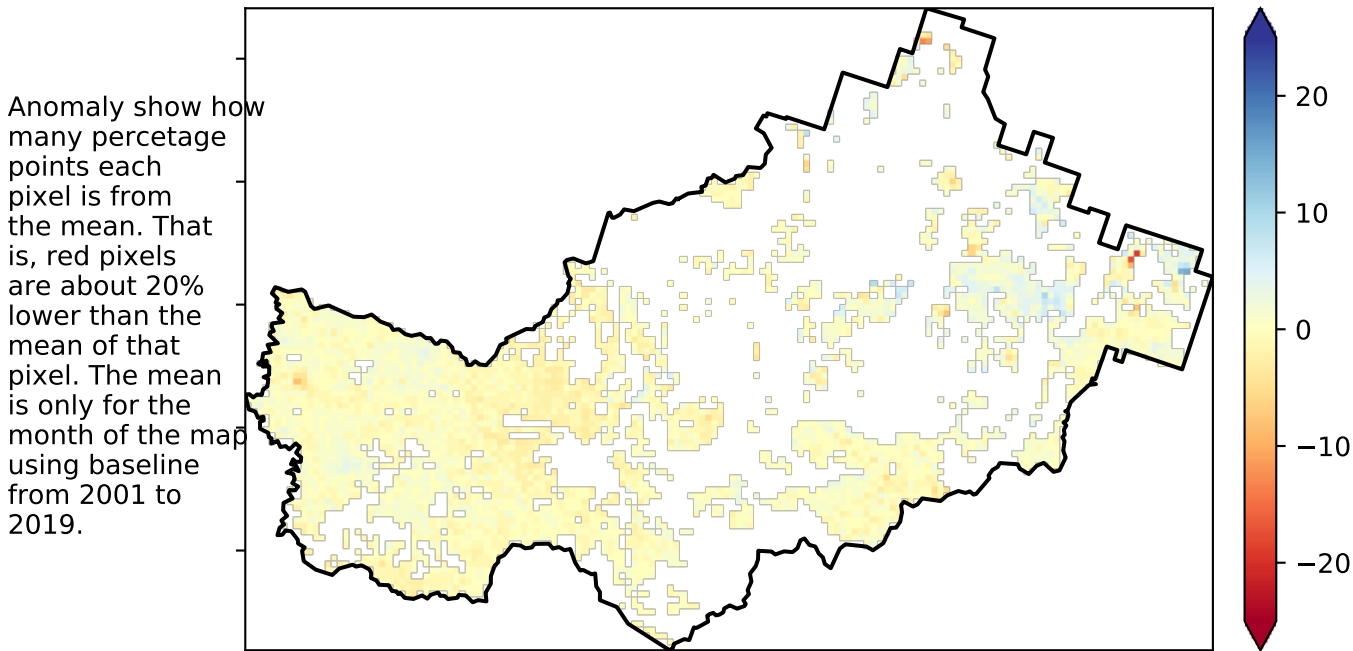 Anomaly show how
many percetage
points each
pixel is from
the mean. That
is, red pixels
are about 20%
lower than the
mean of that
pixel. The mean
is only for the
month of the map
using baseline
from 2001 to
2019.
20
10
0
−10
−20